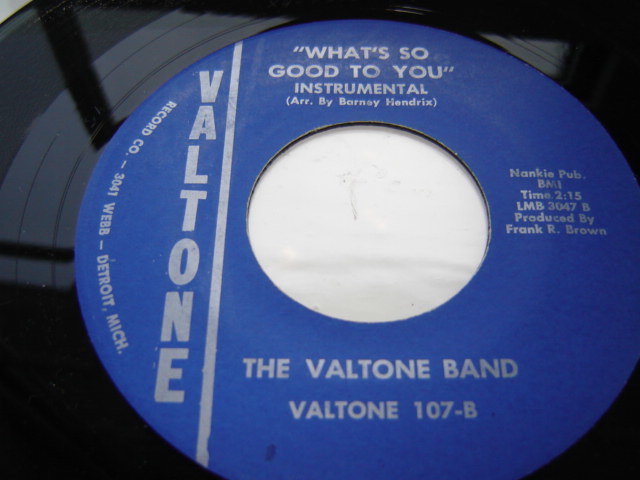 "WHAT'S SO
GOOD TO YOU"
INSTRUMENTAL
(Arr. By Barney Hendrix)
VALTONE
RECORD CO. — 3041 WEBB — DETROIT, MICH.
Nankie Pub.
BMI
Time 2:15
LMB 3047 B
Produced By
Frank R. Brown
THE VALTONE BAND
VALTONE 107-B